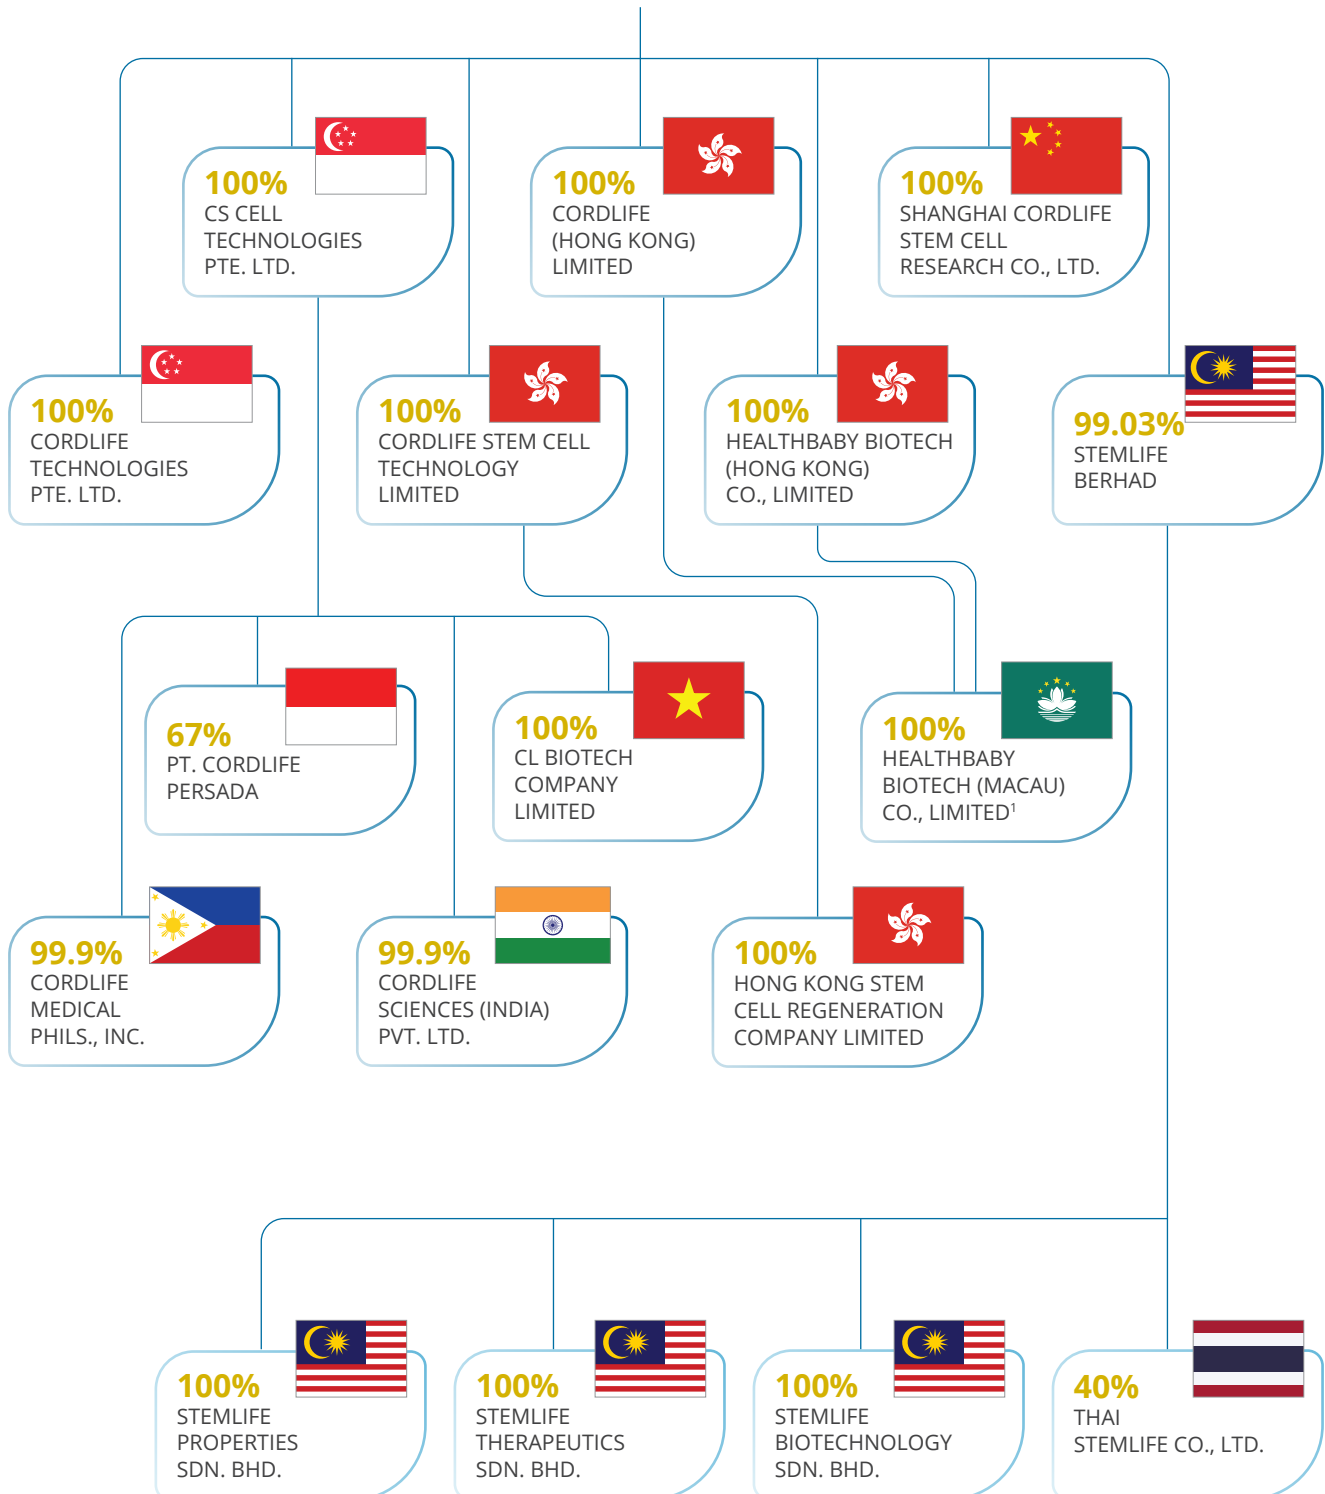 100%
CS CELL
TECHNOLOGIES
PTE. LTD.
100%
CORDLIFE
(HONG KONG)
LIMITED
100%
SHANGHAI CORDLIFE
STEM CELL
RESEARCH CO., LTD.
100%
CORDLIFE
TECHNOLOGIES
PTE. LTD.
100%
CORDLIFE STEM CELL
TECHNOLOGY
LIMITED
100%
HEALTHBABY BIOTECH
(HONG KONG)
CO., LIMITED
99.03%
STEMLIFE
BERHAD
67%
PT. CORDLIFE
PERSADA
100%
CL BIOTECH
COMPANY
LIMITED
100%
HEALTHBABY
BIOTECH (MACAU)
CO., LIMITED¹
99.9%
CORDLIFE
MEDICAL
PHILS., INC.
99.9%
CORDLIFE
SCIENCES (INDIA)
PVT. LTD.
100%
HONG KONG STEM
CELL REGENERATION
COMPANY LIMITED
100%
STEMLIFE
PROPERTIES
SDN. BHD.
100%
STEMLIFE
THERAPEUTICS
SDN. BHD.
100%
STEMLIFE
BIOTECHNOLOGY
SDN. BHD.
40%
THAI
STEMLIFE CO., LTD.